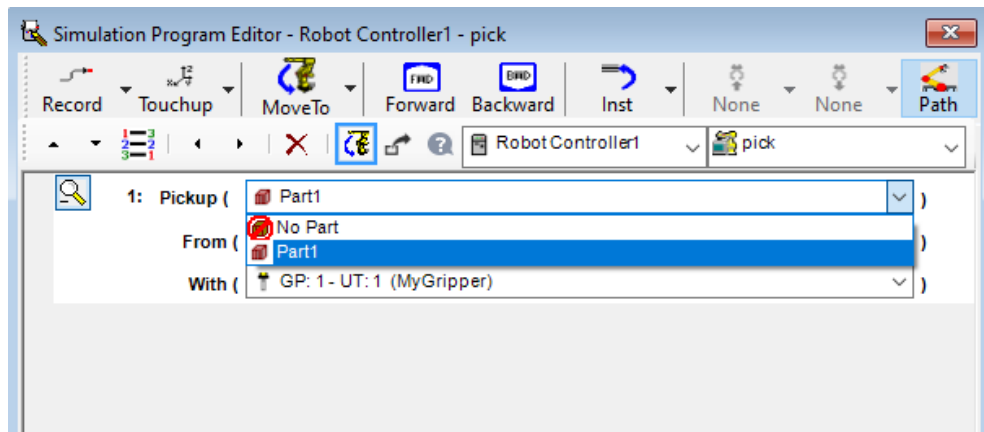 Simulation Program Editor - Robot Controller1 - pick
Record Touchup MoveTo FWD Forward BWD Backward Inst None None Path
Robot Controller1 pick
1: Pickup ( Part1 )
No Part
From ( Part1 )
With ( GP: 1 - UT: 1 (MyGripper) )